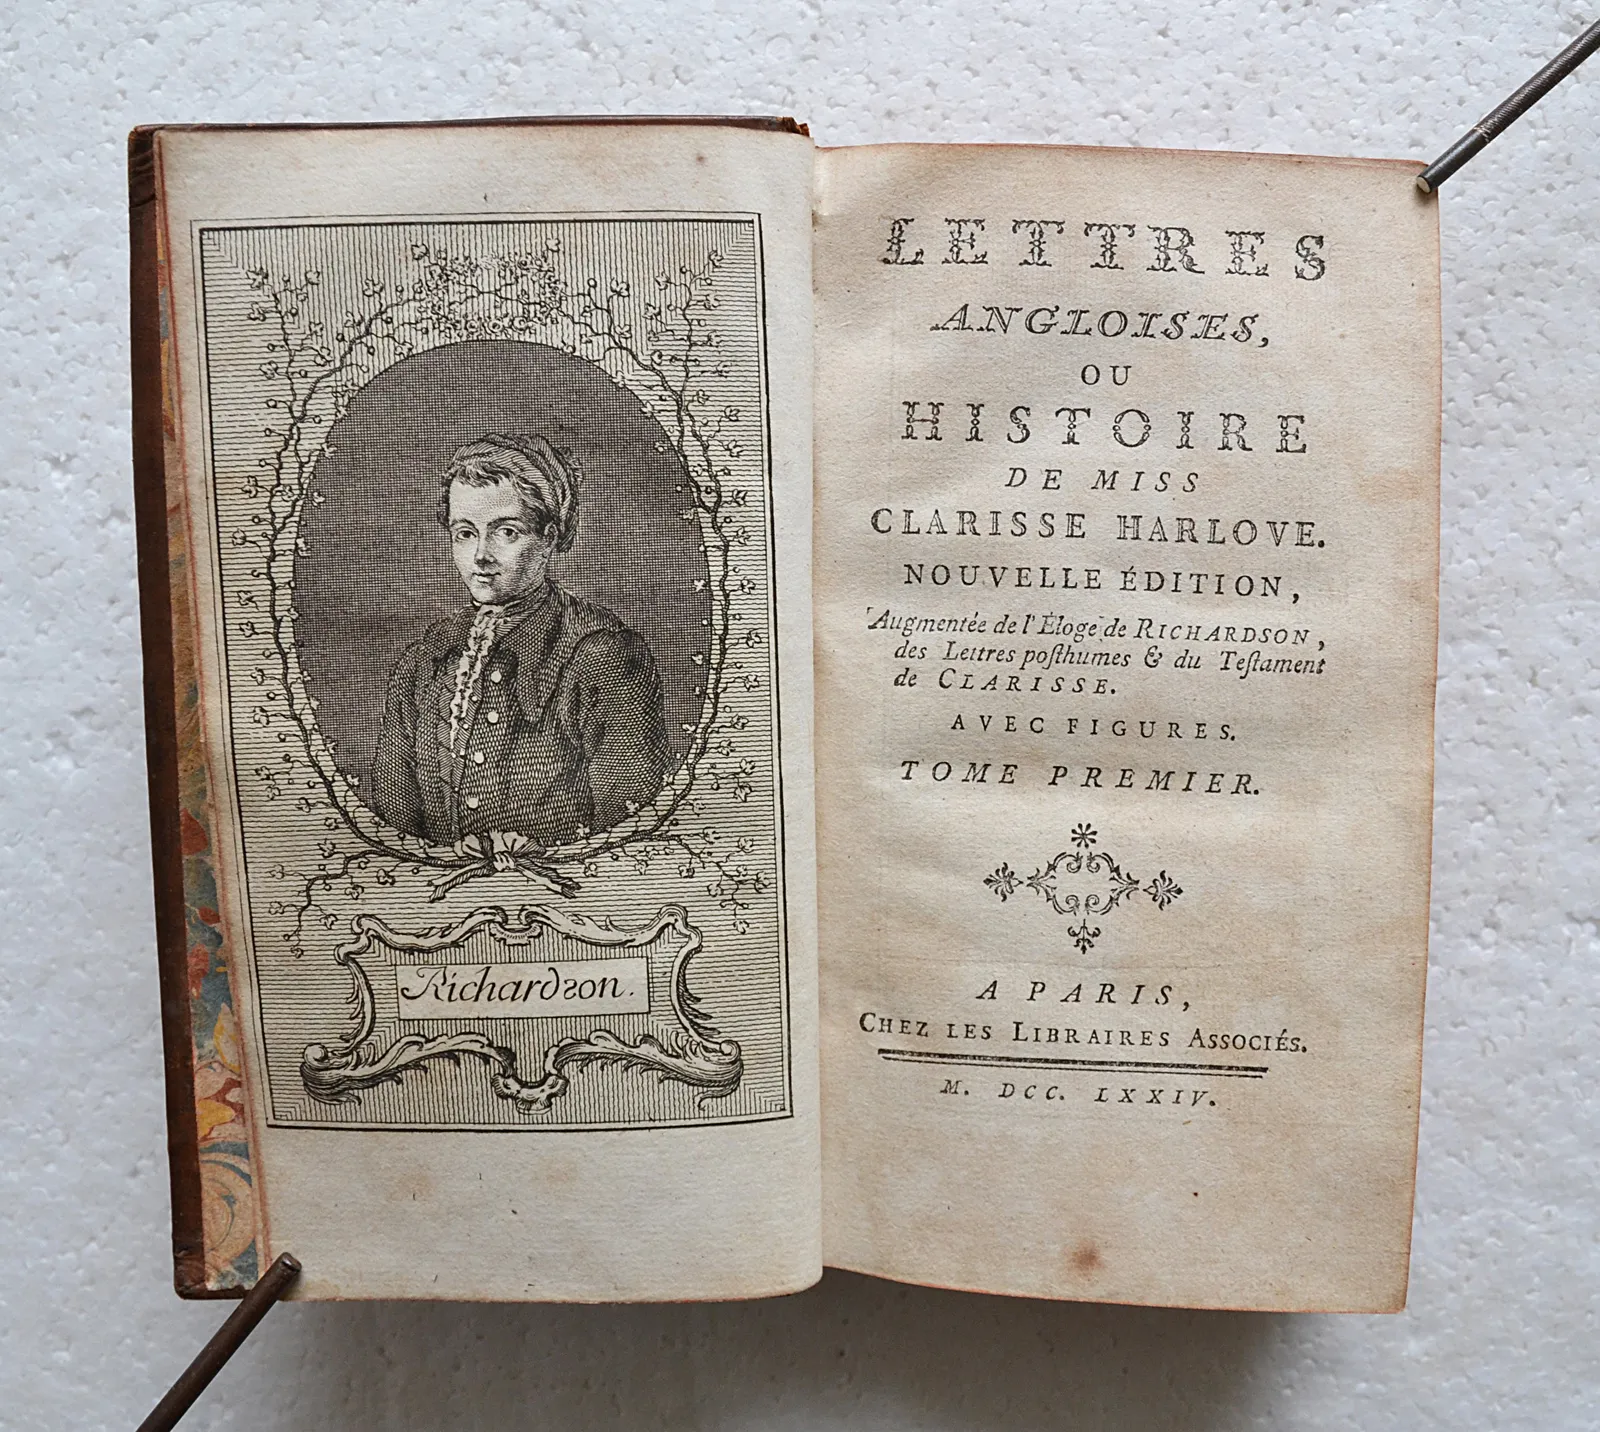 Richardson.
LETTRES
ANGLOISES,
OU
HISTOIRE
DE MISS
CLARISSE HARLOVE.
NOUVELLE ÉDITION,
Augmentée de l'Éloge de RICHARDSON,
des Lettres poſthumes & du Teſtament
de CLARISSE.
AVEC FIGURES.
TOME PREMIER.
A PARIS,
CHEZ LES LIBRAIRES ASSOCIÉS.
M. DCC. LXXIV.